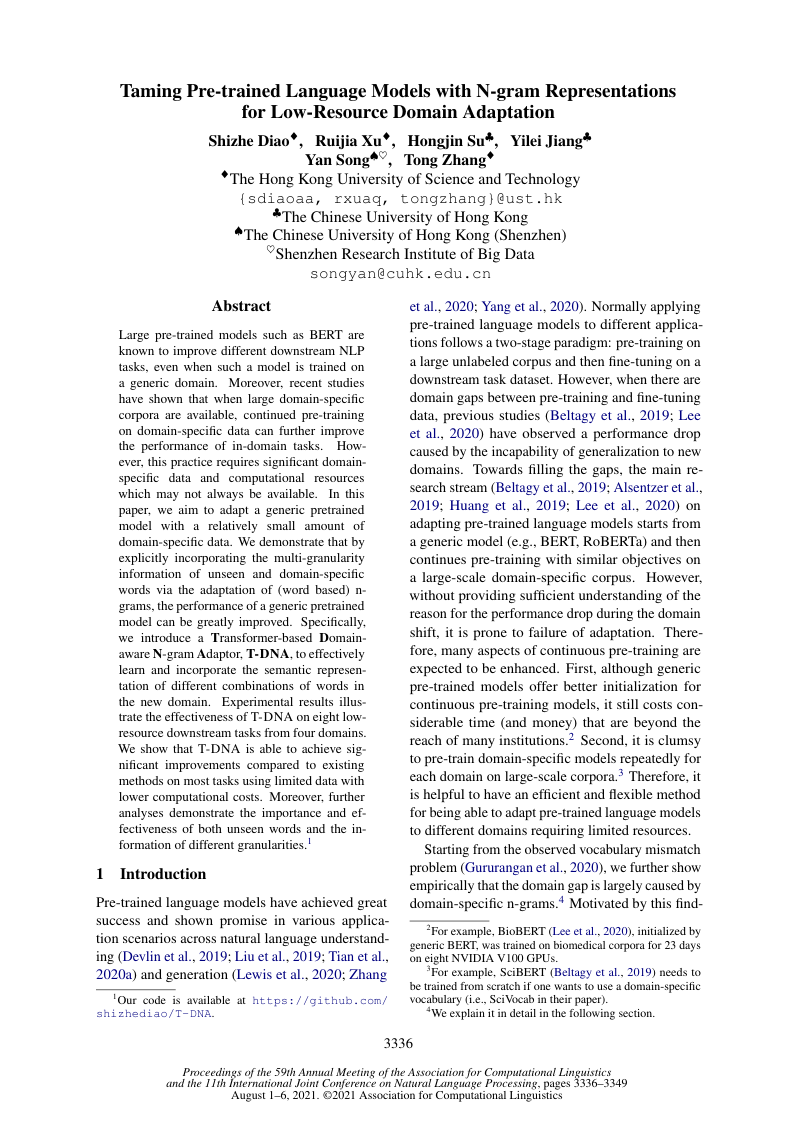 Taming Pre-trained Language Models with N-gram Representations
for Low-Resource Domain Adaptation
Shizhe Diao♦, Ruijia Xu♦, Hongjin Su♣, Yilei Jiang♣
Yan Song♠♡, Tong Zhang♦
♦The Hong Kong University of Science and Technology
{sdiaoaa, rxuaq, tongzhang}@ust.hk
♣The Chinese University of Hong Kong
♠The Chinese University of Hong Kong (Shenzhen)
♡Shenzhen Research Institute of Big Data
songyan@cuhk.edu.cn
Abstract
Large pre-trained models such as BERT are
known to improve different downstream NLP
tasks, even when such a model is trained on
a generic domain. Moreover, recent studies
have shown that when large domain-specific
corpora are available, continued pre-training
on domain-specific data can further improve
the performance of in-domain tasks. How-
ever, this practice requires significant domain-
specific data and computational resources
which may not always be available. In this
paper, we aim to adapt a generic pretrained
model with a relatively small amount of
domain-specific data. We demonstrate that by
explicitly incorporating the multi-granularity
information of unseen and domain-specific
words via the adaptation of (word based) n-
grams, the performance of a generic pretrained
model can be greatly improved. Specifically,
we introduce a Transformer-based Domain-
aware N-gram Adaptor, T-DNA, to effectively
learn and incorporate the semantic represen-
tation of different combinations of words in
the new domain. Experimental results illus-
trate the effectiveness of T-DNA on eight low-
resource downstream tasks from four domains.
We show that T-DNA is able to achieve sig-
nificant improvements compared to existing
methods on most tasks using limited data with
lower computational costs. Moreover, further
analyses demonstrate the importance and ef-
fectiveness of both unseen words and the in-
formation of different granularities.1
1 Introduction
Pre-trained language models have achieved great
success and shown promise in various applica-
tion scenarios across natural language understand-
ing (Devlin et al., 2019; Liu et al., 2019; Tian et al.,
2020a) and generation (Lewis et al., 2020; Zhang
1Our code is available at https://github.com/
shizhediao/T-DNA.
et al., 2020; Yang et al., 2020). Normally applying
pre-trained language models to different applica-
tions follows a two-stage paradigm: pre-training on
a large unlabeled corpus and then fine-tuning on a
downstream task dataset. However, when there are
domain gaps between pre-training and fine-tuning
data, previous studies (Beltagy et al., 2019; Lee
et al., 2020) have observed a performance drop
caused by the incapability of generalization to new
domains. Towards filling the gaps, the main re-
search stream (Beltagy et al., 2019; Alsentzer et al.,
2019; Huang et al., 2019; Lee et al., 2020) on
adapting pre-trained language models starts from
a generic model (e.g., BERT, RoBERTa) and then
continues pre-training with similar objectives on
a large-scale domain-specific corpus. However,
without providing sufficient understanding of the
reason for the performance drop during the domain
shift, it is prone to failure of adaptation. There-
fore, many aspects of continuous pre-training are
expected to be enhanced. First, although generic
pre-trained models offer better initialization for
continuous pre-training models, it still costs con-
siderable time (and money) that are beyond the
reach of many institutions.2 Second, it is clumsy
to pre-train domain-specific models repeatedly for
each domain on large-scale corpora.3 Therefore, it
is helpful to have an efficient and flexible method
for being able to adapt pre-trained language models
to different domains requiring limited resources.
Starting from the observed vocabulary mismatch
problem (Gururangan et al., 2020), we further show
empirically that the domain gap is largely caused by
domain-specific n-grams.4 Motivated by this find-
2For example, BioBERT (Lee et al., 2020), initialized by
generic BERT, was trained on biomedical corpora for 23 days
on eight NVIDIA V100 GPUs.
3For example, SciBERT (Beltagy et al., 2019) needs to
be trained from scratch if one wants to use a domain-specific
vocabulary (i.e., SciVocab in their paper).
4We explain it in detail in the following section.
3336
Proceedings of the 59th Annual Meeting of the Association for Computational Linguistics
and the 11th International Joint Conference on Natural Language Processing, pages 3336–3349
August 1–6, 2021. ©2021 Association for Computational Linguistics